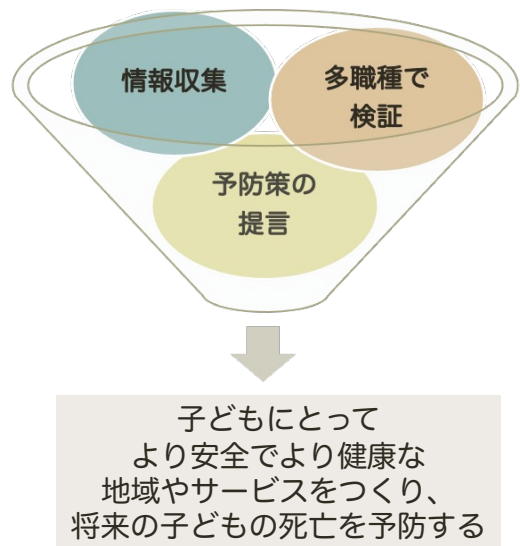 情報収集
多職種で
検証
予防策の
提言
子どもにとって
より安全でより健康な
地域やサービスをつくり、
将来の子どもの死亡を予防する